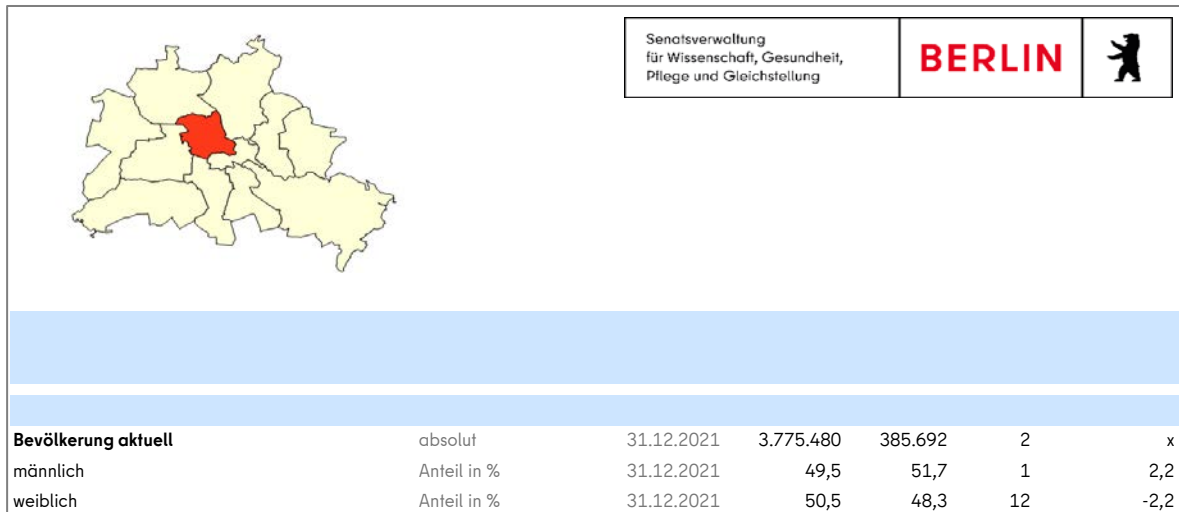 Senatsverwaltung
für Wissenschaft, Gesundheit,
Pflege und Gleichstellung
BERLIN
Bevölkerung aktuell absolut 31.12.2021 3.775.480 385.692 2 x
männlich Anteil in % 31.12.2021 49,5 51,7 1 2,2
weiblich Anteil in % 31.12.2021 50,5 48,3 12 -2,2